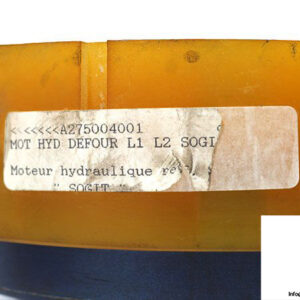 <<<<<<<A275004001
MOT HYD DEFOUR L1 L2 SOGI
Moteur hydraulique
" SOGIT "